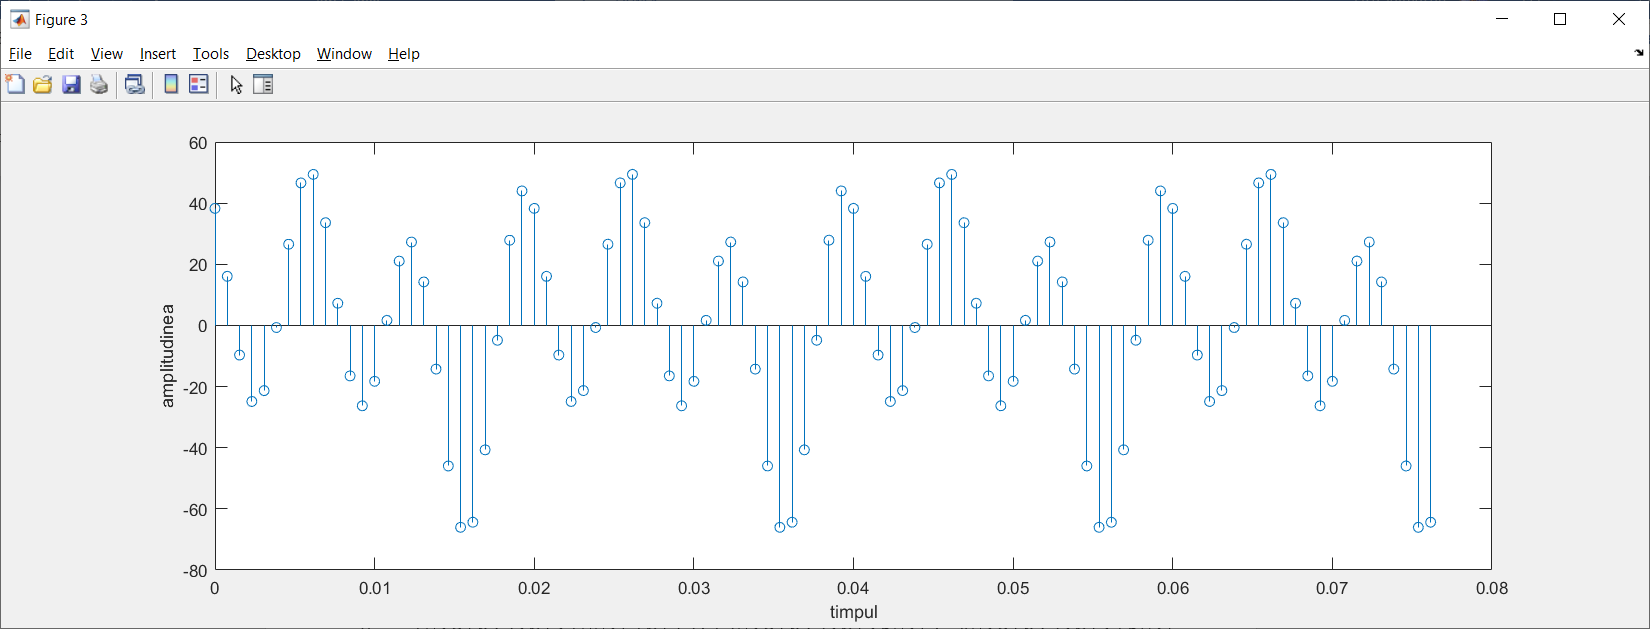 Figure 3
File Edit View Insert Tools Desktop Window Help
60
40
20
0
-20
-40
-60
-80
amplitudinea
0 0.01 0.02 0.03 0.04 0.05 0.06 0.07 0.08
timpul